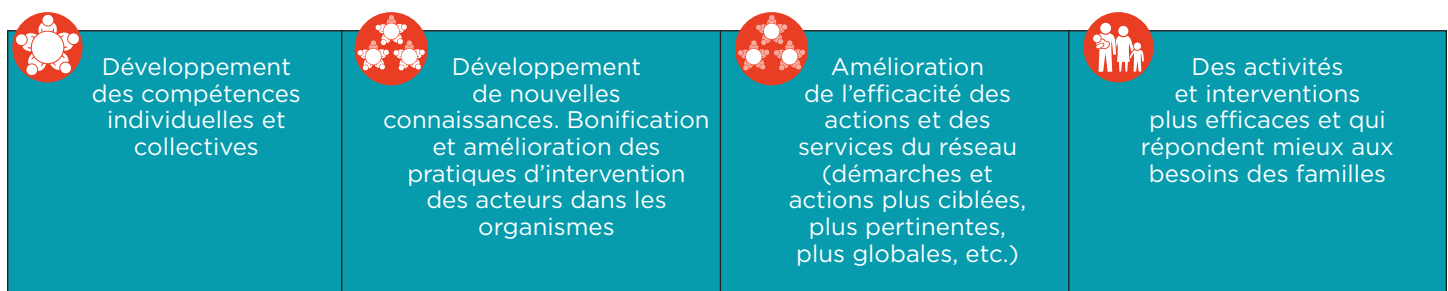 Développement
des compétences
individuelles et
collectives
Développement
de nouvelles
connaissances. Bonification
et amélioration des
pratiques d’intervention
des acteurs dans les
organismes
Amélioration
de l’efficacité des
actions et des
services du réseau
(démarches et
actions plus ciblées,
plus pertinentes,
plus globales, etc.)
Des activités
et interventions
plus efficaces et qui
répondent mieux aux
besoins des familles